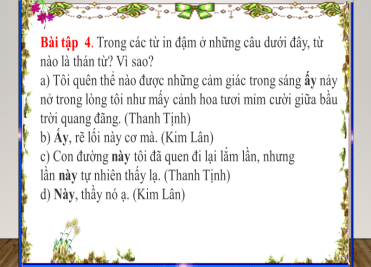 Bài tập 4. Trong các từ in đậm ở những câu dưới đây, từ
nào là thán từ? Vì sao?
a) Tôi quên thế nào được những cảm giác trong sáng ấy nảy
nở trong lòng tôi như mấy cảnh hoa tươi mỉm cười giữa bầu
trời quang đãng. (Thanh Tịnh)
b) Ấy, rẽ lối này cơ mà. (Kim Lân)
c) Con đường này tôi đã quen đi lại lắm lần, nhưng
lần này tự nhiên thấy lạ. (Thanh Tịnh)
d) Này, thầy nó ạ. (Kim Lân)